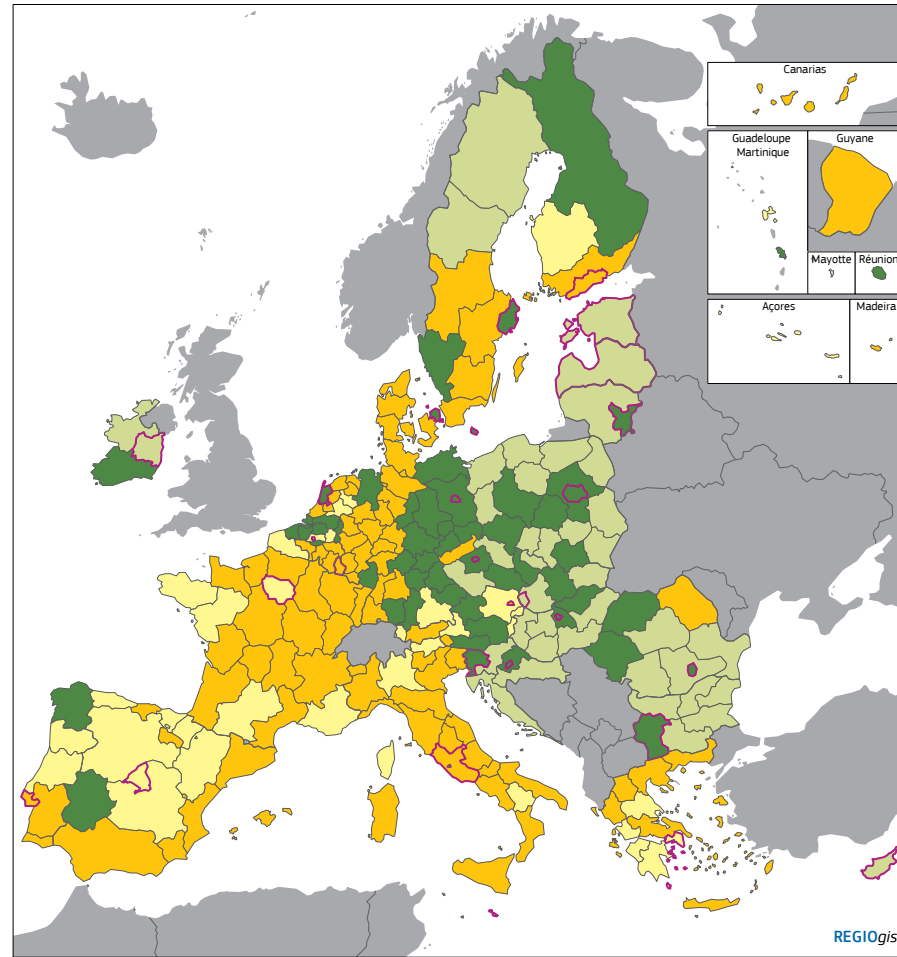 Canarias
Guadeloupe
Martinique
Guyane
Mayotte
Réunion
Açores
Madeira
REGIOgis